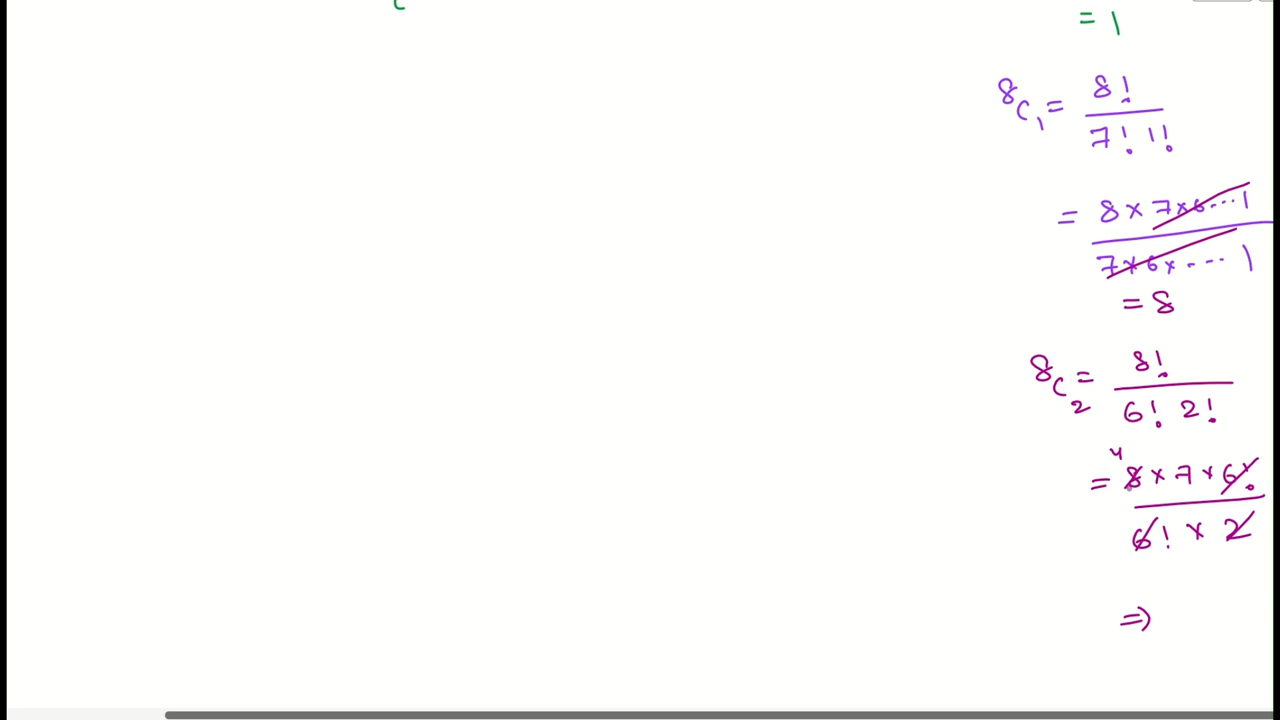 = 1
8C1 = 8! / 7! 1!
= 8 × 7×6...1 / 7×6×....1
= 8
8C2 = 8! / 6! 2!
= 4 8 × 7 × 6! / 6! × 2
⇒